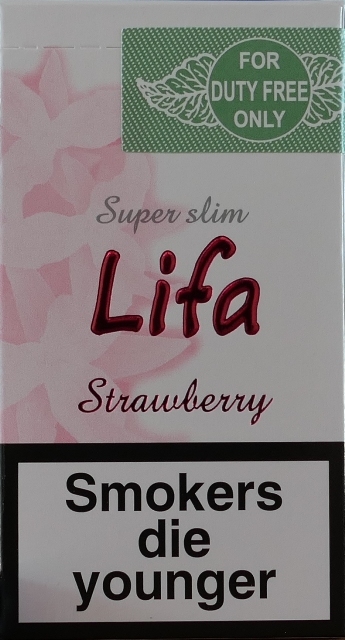 FOR
DUTY FREE
ONLY
Super slim
Lifa
Strawberry
Smokers
die
younger